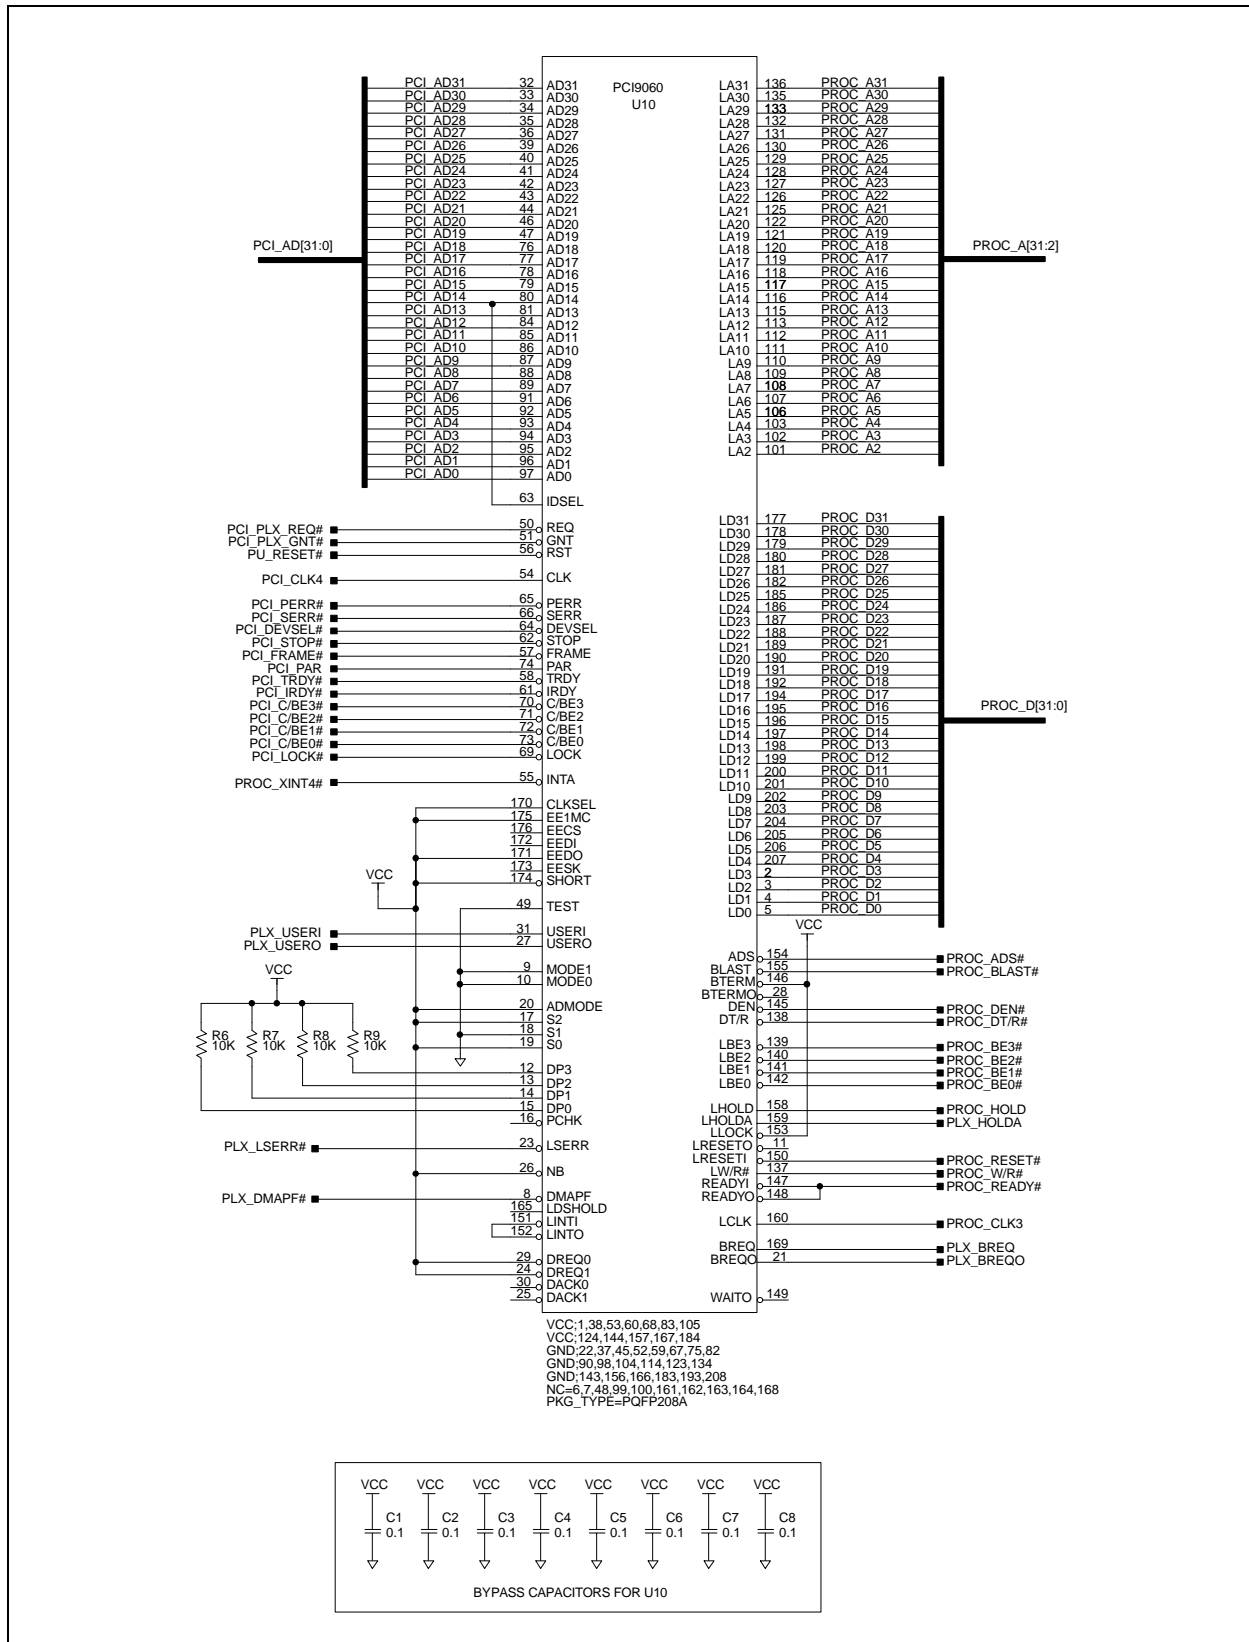 PCI9060
U10
PCI_AD[31:0]
PCI_AD31 32 AD31
PCI_AD30 33 AD30
PCI_AD29 34 AD29
PCI_AD28 35 AD28
PCI_AD27 36 AD27
PCI_AD26 39 AD26
PCI_AD25 40 AD25
PCI_AD24 41 AD24
PCI_AD23 42 AD23
PCI_AD22 43 AD22
PCI_AD21 44 AD21
PCI_AD20 46 AD20
PCI_AD19 47 AD19
PCI_AD18 76 AD18
PCI_AD17 77 AD17
PCI_AD16 78 AD16
PCI_AD15 79 AD15
PCI_AD14 80 AD14
PCI_AD13 81 AD13
PCI_AD12 84 AD12
PCI_AD11 85 AD11
PCI_AD10 86 AD10
PCI_AD9 87 AD9
PCI_AD8 88 AD8
PCI_AD7 89 AD7
PCI_AD6 91 AD6
PCI_AD5 92 AD5
PCI_AD4 93 AD4
PCI_AD3 94 AD3
PCI_AD2 95 AD2
PCI_AD1 96 AD1
PCI_AD0 97 AD0
63 IDSEL
PCI_PLX_REQ# 50 REQ
PCI_PLX_GNT# 51 GNT
PU_RESET# 56 RST
PCI_CLK4 54 CLK
PCI_PERR# 65 PERR
PCI_SERR# 66 SERR
PCI_DEVSEL# 64 DEVSEL
PCI_STOP# 62 STOP
PCI_FRAME# 57 FRAME
PCI_PAR 74 PAR
PCI_TRDY# 58 TRDY
PCI_IRDY# 61 IRDY
PCI_C/BE3# 70 C/BE3
PCI_C/BE2# 71 C/BE2
PCI_C/BE1# 72 C/BE1
PCI_C/BE0# 73 C/BE0
PCI_LOCK# 69 LOCK
PROC_XINT4# 55 INTA
170 CLKSEL
175 EE1MC
176 EECS
172 EEDI
171 EEDO
173 EESK
174 SHORT
VCC
49 TEST
PLX_USERI 31 USERI
PLX_USERO 27 USERO
9 MODE1
10 MODE0
VCC
20 ADMODE
17 S2
18 S1
19 S0
R6 10K
R7 10K
R8 10K
R9 10K
12 DP3
13 DP2
14 DP1
15 DP0
16 PCHK
PLX_LSERR# 23 LSERR
26 NB
PLX_DMAPF# 8 DMAPF
165 LDSHOLD
151 LINTI
152 LINTO
29 DREQ0
24 DREQ1
30 DACK0
25 DACK1
LA31 136 PROC_A31
LA30 135 PROC_A30
LA29 133 PROC_A29
LA28 132 PROC_A28
LA27 131 PROC_A27
LA26 130 PROC_A26
LA25 129 PROC_A25
LA24 128 PROC_A24
LA23 127 PROC_A23
LA22 126 PROC_A22
LA21 125 PROC_A21
LA20 122 PROC_A20
LA19 121 PROC_A19
LA18 120 PROC_A18
LA17 119 PROC_A17
LA16 118 PROC_A16
LA15 117 PROC_A15
LA14 116 PROC_A14
LA13 115 PROC_A13
LA12 113 PROC_A12
LA11 112 PROC_A11
LA10 111 PROC_A10
LA9 110 PROC_A9
LA8 109 PROC_A8
LA7 108 PROC_A7
LA6 107 PROC_A6
LA5 106 PROC_A5
LA4 103 PROC_A4
LA3 102 PROC_A3
LA2 101 PROC_A2
PROC_A[31:2]
LD31 177 PROC_D31
LD30 178 PROC_D30
LD29 179 PROC_D29
LD28 180 PROC_D28
LD27 181 PROC_D27
LD26 182 PROC_D26
LD25 185 PROC_D25
LD24 186 PROC_D24
LD23 187 PROC_D23
LD22 188 PROC_D22
LD21 189 PROC_D21
LD20 190 PROC_D20
LD19 191 PROC_D19
LD18 192 PROC_D18
LD17 194 PROC_D17
LD16 195 PROC_D16
LD15 196 PROC_D15
LD14 197 PROC_D14
LD13 198 PROC_D13
LD12 199 PROC_D12
LD11 200 PROC_D11
LD10 201 PROC_D10
LD9 202 PROC_D9
LD8 203 PROC_D8
LD7 204 PROC_D7
LD6 205 PROC_D6
LD5 206 PROC_D5
LD4 207 PROC_D4
LD3 2 PROC_D3
LD2 3 PROC_D2
LD1 4 PROC_D1
LD0 5 PROC_D0
PROC_D[31:0]
VCC
ADS 154 PROC_ADS#
BLAST 155 PROC_BLAST#
BTERM 146
BTERMO 28
DEN 145 PROC_DEN#
DT/R 138 PROC_DT/R#
LBE3 139 PROC_BE3#
LBE2 140 PROC_BE2#
LBE1 141 PROC_BE1#
LBE0 142 PROC_BE0#
LHOLD 158 PROC_HOLD
LHOLDA 159 PLX_HOLDA
LLOCK 153
LRESETO 11
LRESETI 150 PROC_RESET#
LW/R# 137 PROC_W/R#
READYI 147 PROC_READY#
READYO 148
LCLK 160 PROC_CLK3
BREQ 169 PLX_BREQ
BREQO 21 PLX_BREQO
WAITO 149
VCC;1,38,53,60,68,83,105
VCC;124,144,157,167,184
GND;22,37,45,52,59,67,75,82
GND;90,98,104,114,123,134
GND;143,156,166,183,193,208
NC=6,7,48,99,100,161,162,163,164,168
PKG_TYPE=PQFP208A
VCC VCC VCC VCC VCC VCC VCC VCC
C1 C2 C3 C4 C5 C6 C7 C8
0.1 0.1 0.1 0.1 0.1 0.1 0.1 0.1
BYPASS CAPACITORS FOR U10